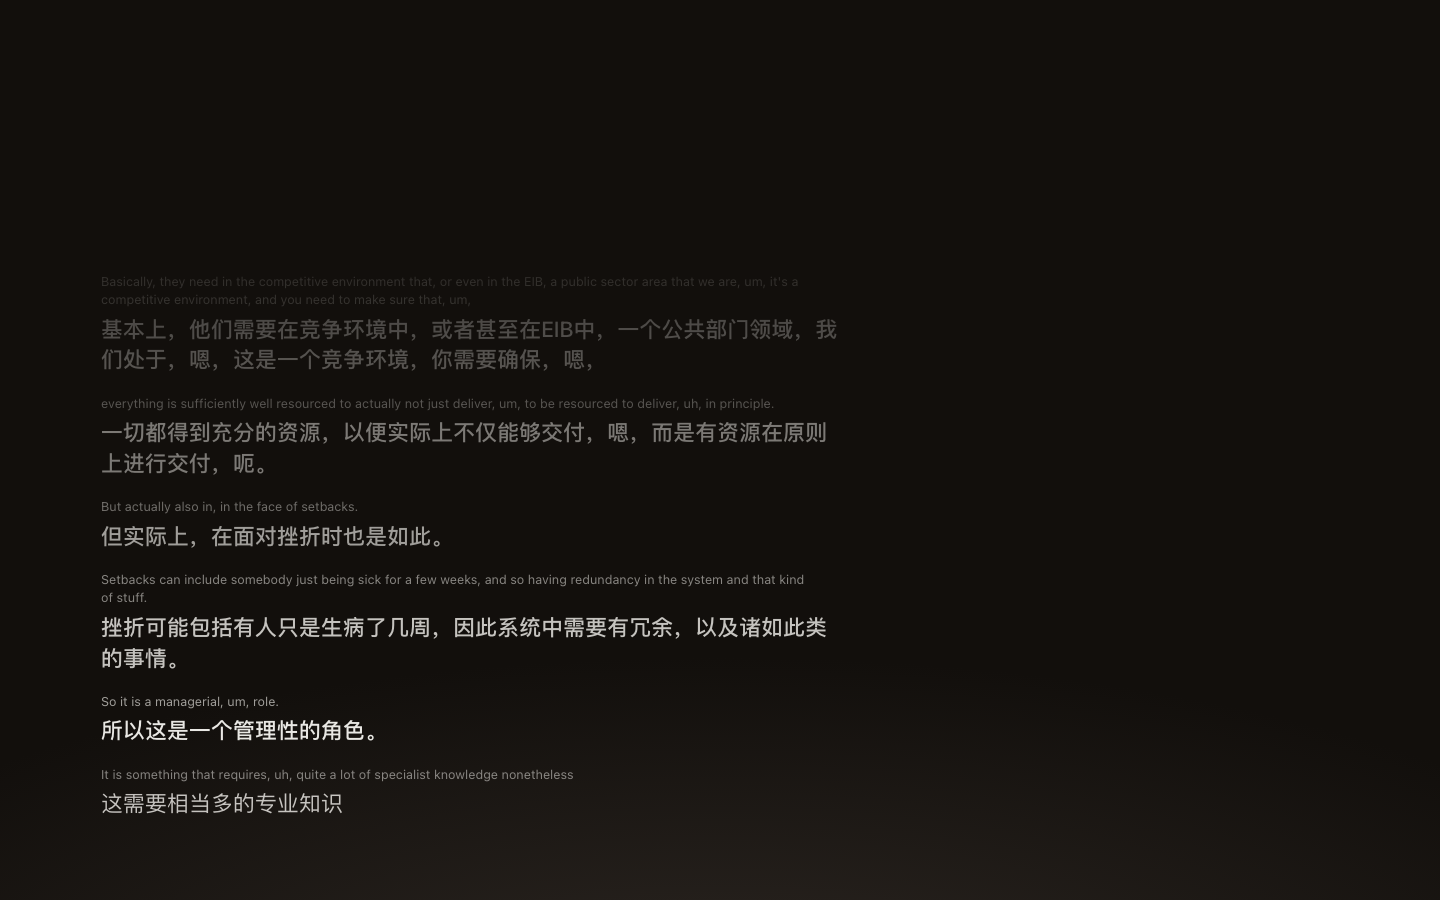 Basically, they need in the competitive environment that, or even in the EIB, a public sector area that we are, um, it's a
competitive environment, and you need to make sure that, um,
基本上，他们需要在竞争环境中，或者甚至在EIB中，一个公共部门领域，我
们处于，嗯，这是一个竞争环境，你需要确保，嗯，
everything is sufficiently well resourced to actually not just deliver, um, to be resourced to deliver, uh, in principle.
一切都得到充分的资源，以便实际上不仅能够交付，嗯，而是有资源在原则
上进行交付，呃。
But actually also in, in the face of setbacks.
但实际上，在面对挫折时也是如此。
Setbacks can include somebody just being sick for a few weeks, and so having redundancy in the system and that kind
of stuff.
挫折可能包括有人只是生病了几周，因此系统中需要有冗余，以及诸如此类
的事情。
So it is a managerial, um, role.
所以这是一个管理性的角色。
It is something that requires, uh, quite a lot of specialist knowledge nonetheless
这需要相当多的专业知识